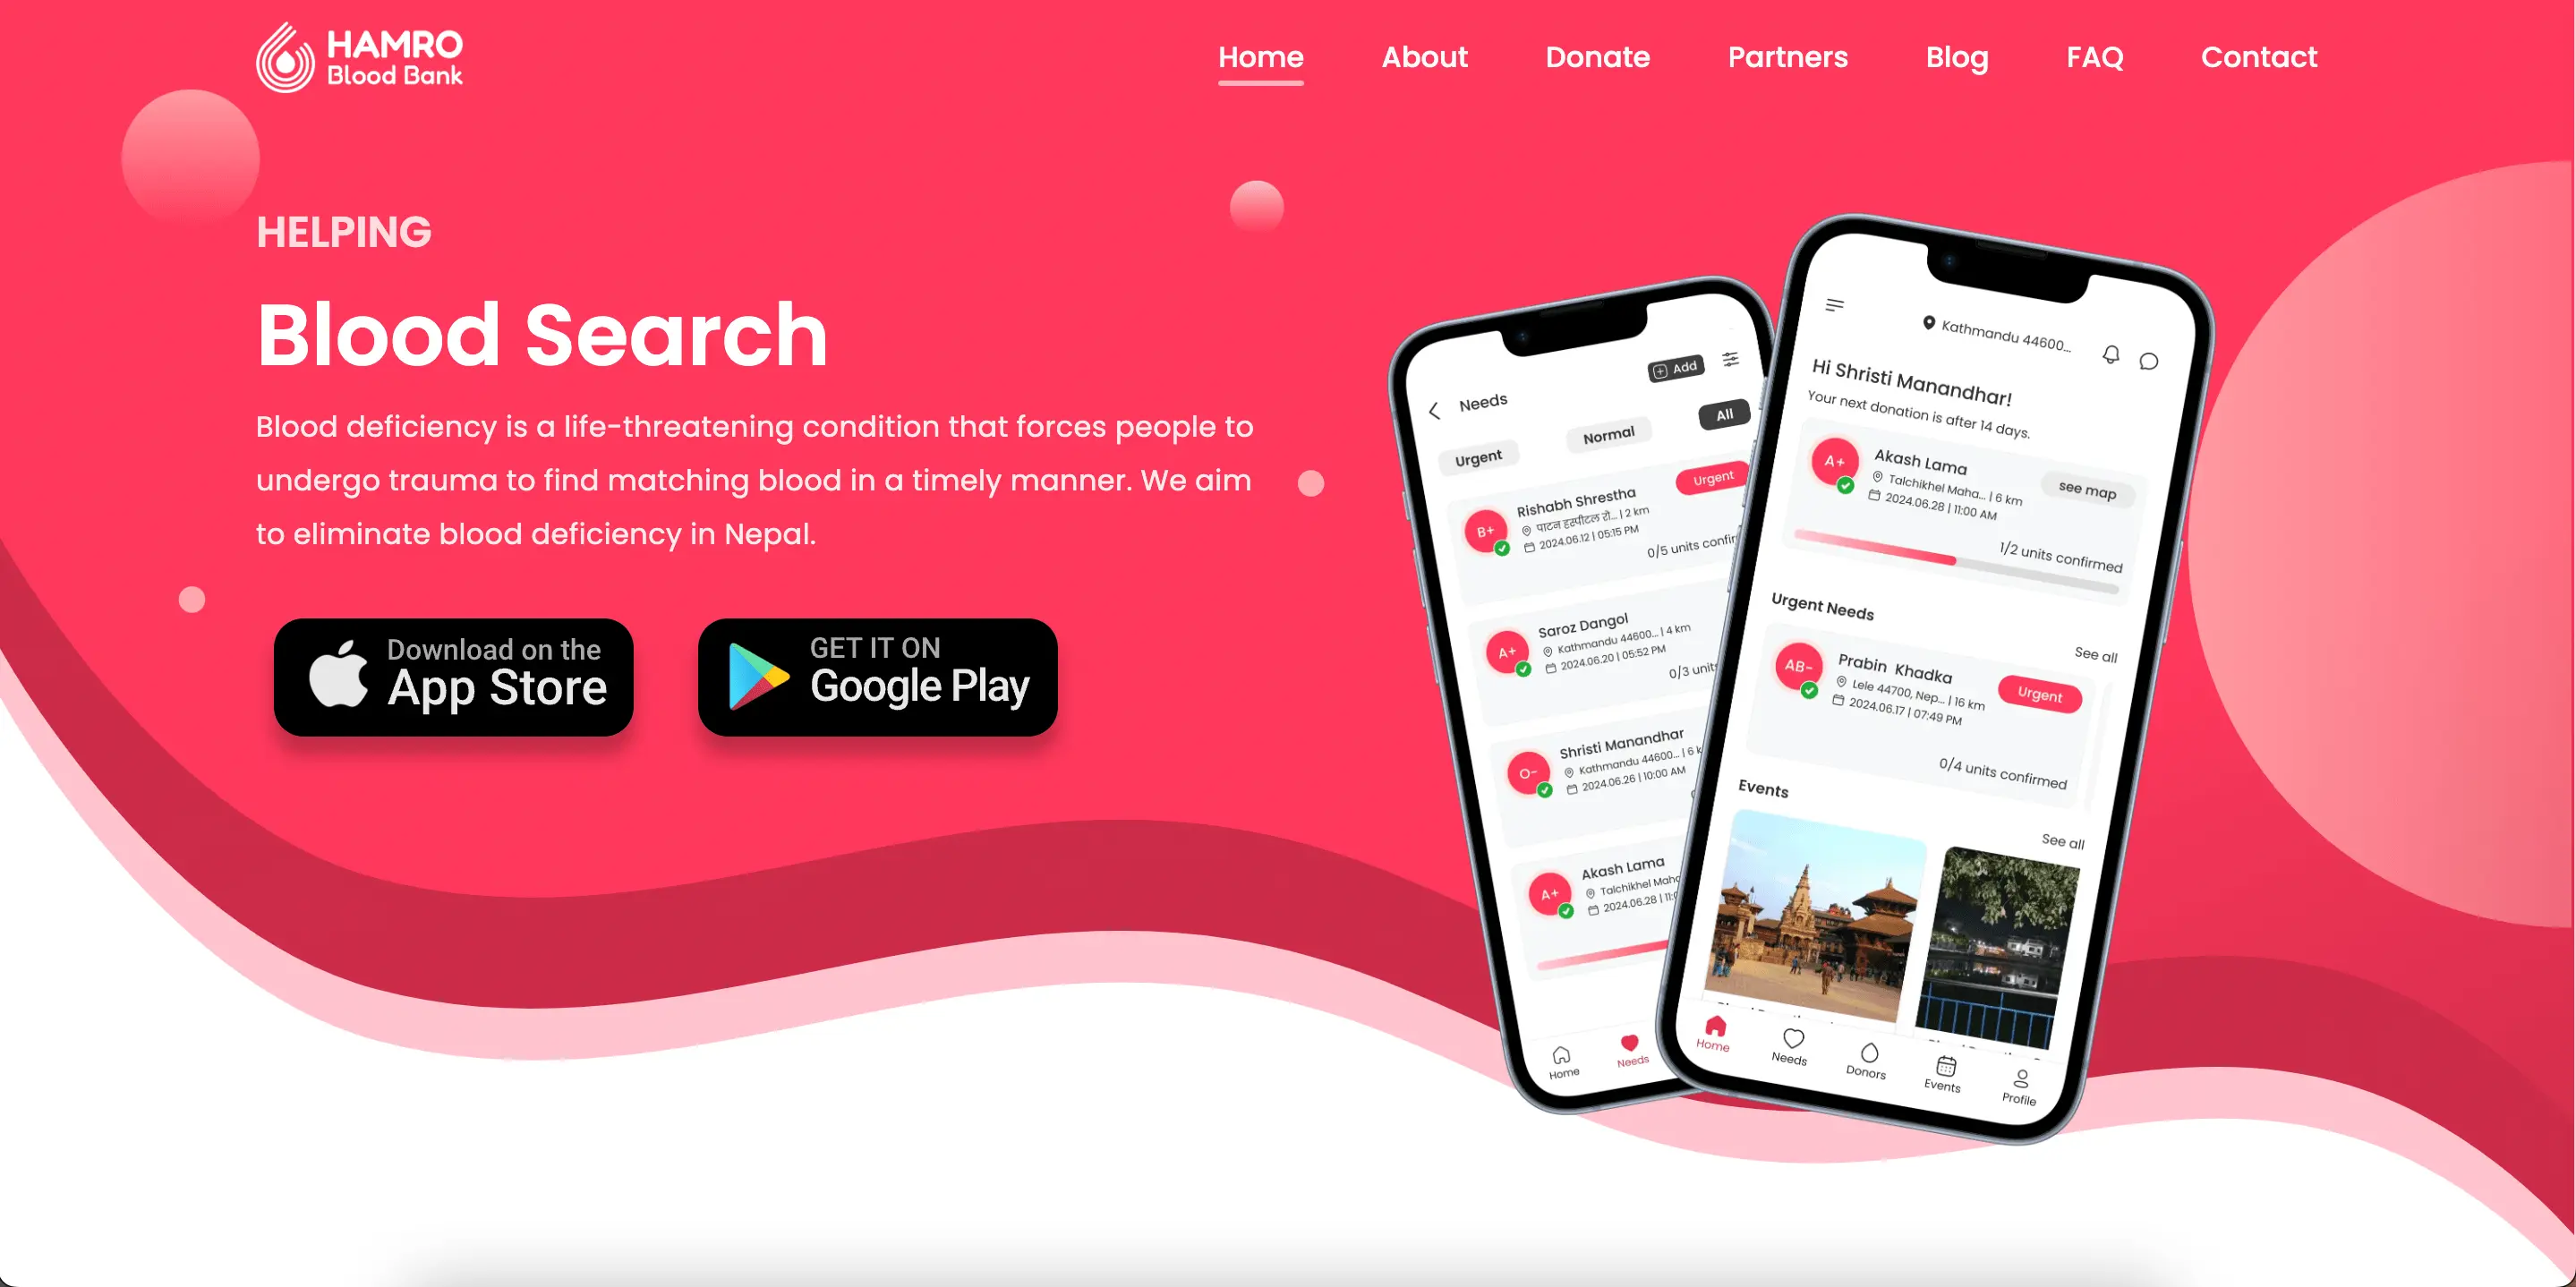 HAMRO
Blood Bank
Home
About
Donate
Partners
Blog
FAQ
Contact
HELPING
Blood Search
Blood deficiency is a life-threatening condition that forces people to
undergo trauma to find matching blood in a timely manner. We aim
to eliminate blood deficiency in Nepal.
Download on the
App Store
GET IT ON
Google Play
Add
Needs
Urgent
Normal
All
B+
Rishabh Shrestha
Urgent
पाटन हस्पीटल रो... | 2 km
2024.06.12 | 05:15 PM
0/5 units
A+
Saroz Dangol
Kathmandu 44600... | 4 km
2024.06.20 | 05:52 PM
0/3 units
O-
Shristi Manandhar
Kathmandu 44600... | 6
2024.06.26 | 10:00 AM
A+
Akash Lama
Talchikhel
2024.06.28 |
Home
Needs
Kathmandu 44600...
Hi Shristi Manandhar!
Your next donation is after 14 days.
A+
Akash Lama
Talchikhel Maha... | 6 km
2024.06.28 | 11:00 AM
see map
1/2 units confirmed
Urgent Needs
See all
AB-
Prabin Khadka
Lele 44700, Nep... | 16 km
2024.06.17 | 07:49 PM
Urgent
0/4 units confirmed
Events
See all
Home
Needs
Donors
Events
Profile